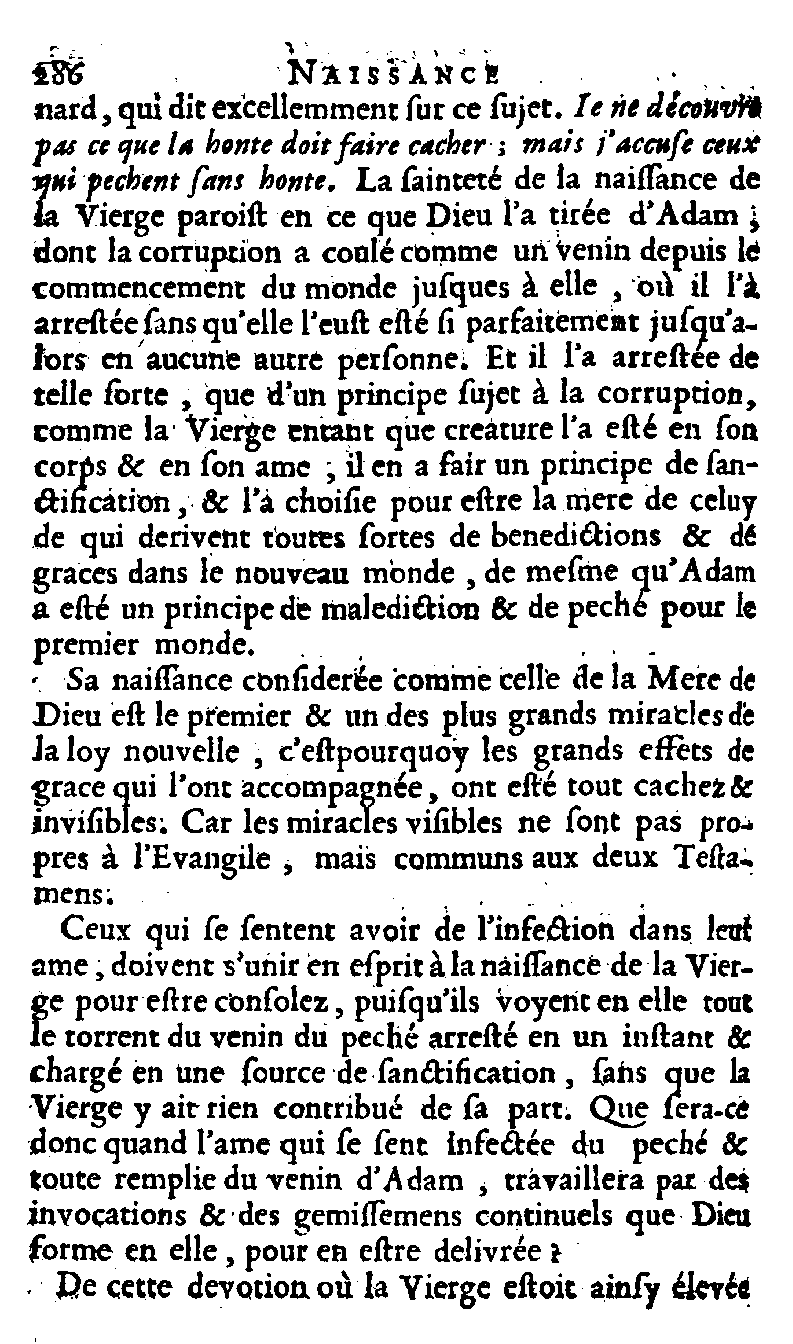 286 NAISSANCE
nard, qui dit excellemment ſur ce ſujet. Ie ne découvre
pas ce que la honte doit faire cacher ; mais j'accuſe ceux
qui pechent ſans honte. La ſainteté de la naiſſance de
la Vierge paroiſt en ce que Dieu l'a tirée d'Adam ;
dont la corruption a coulé comme un venin depuis le
commencement du monde juſques à elle , où il l'à
arreſtée ſans qu'elle l'euſt eſté ſi parfaitement juſqu'a-
lors en aucune autre perſonne. Et il l'a arreſtée de
telle ſorte , que d'un principe ſujet à la corruption,
comme la Vierge entant que creature l'a eſté en ſon
corps & en ſon ame ; il en a fair un principe de ſan-
ctification, & l'à choiſie pour eſtre la mere de celuy
de qui derivent toutes ſortes de benedictions & de
graces dans le nouveau monde , de meſme qu'Adam
a eſté un principe de malediction & de peché pour le
premier monde.
Sa naiſſance conſiderée comme celle de la Mere de
Dieu eſt le premier & un des plus grands miracles de
la loy nouvelle , c'eſtpourquoy les grands effets de
grace qui l'ont accompagnée, ont eſté tout cachez &
inviſibles. Car les miracles viſibles ne ſont pas pro-
pres à l'Evangile , mais communs aux deux Teſta-
mens.
Ceux qui ſe ſentent avoir de l'infection dans leur
ame , doivent s'unir en eſprit à la naiſſance de la Vier-
ge pour eſtre conſolez , puiſqu'ils voyent en elle tout
le torrent du venin du peché arreſté en un inſtant &
chargé en une ſource de ſanctification , ſans que la
Vierge y ait rien contribué de ſa part. Que ſera-ce
donc quand l'ame qui ſe ſent infectée du peché &
toute remplie du venin d'Adam , travaillera par des
invocations & des gemiſſemens continuels que Dieu
forme en elle , pour en eſtre delivrée ?
De cette devotion où la Vierge eſtoit ainſy élevée